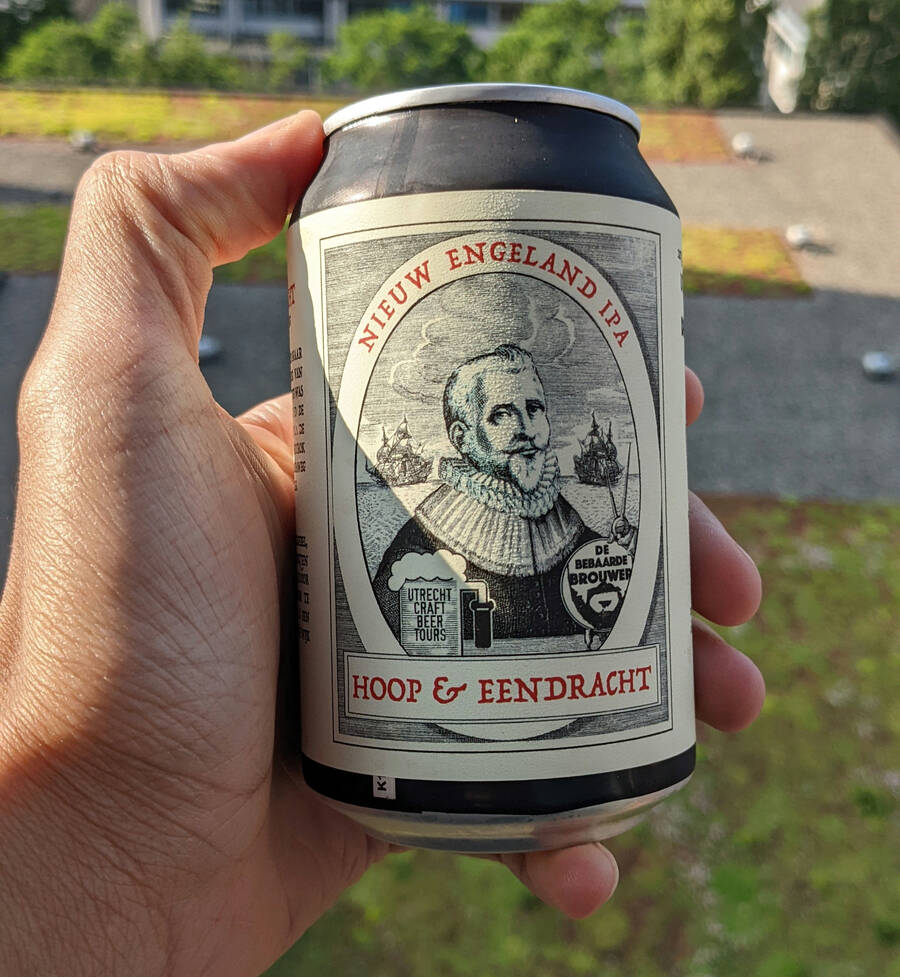 NIEUW ENGELAND IPA
DE
BEBAARDE
BROUWER
UTRECHT
CRAFT
BEER
TOURS
HOOP & EENDRACHT